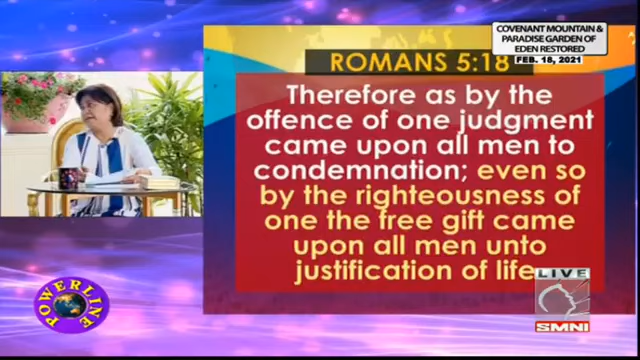 COVENANT MOUNTAIN &
PARADISE GARDEN OF
EDEN RESTORED
FEB. 18, 2021
ROMANS 5:18
Therefore as by the
offence of one judgment
came upon all men to
condemnation; even so
by the righteousness of
one the free gift came
upon all men unto
justification of life
LIVE
SMNI
POWERLINE